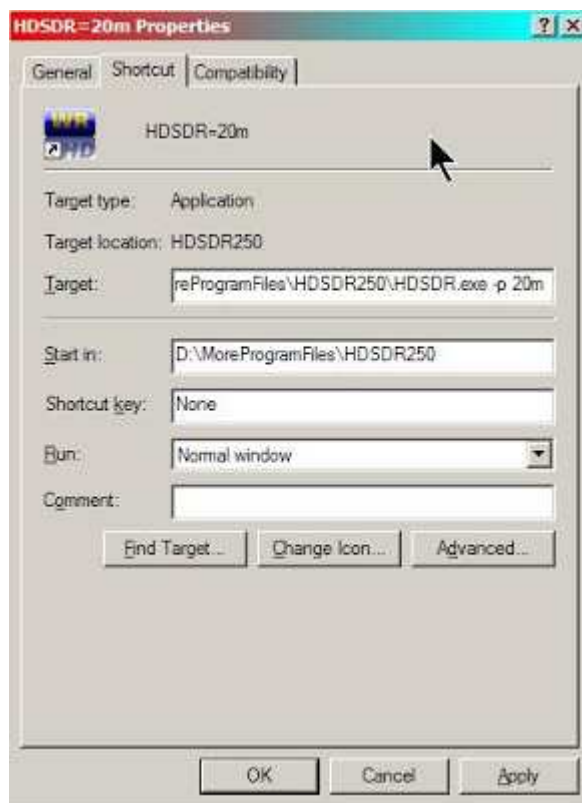 HDSDR=20m Properties ? X
General Shortcut Compatibility
WR
HD
HDSDR=20m
Target type: Application
Target location: HDSDR250
Target: reProgramFiles\HDSDR250\HDSDR.exe -p 20m
Start in: D:\MoreProgramFiles\HDSDR250
Shortcut key: None
Run: Normal window
Comment:
Find Target... Change Icon... Advanced...
OK Cancel Apply